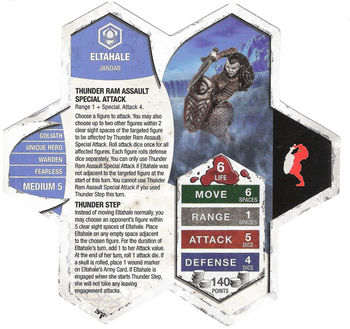 ELTAHALE
JANDAR
GOLIATH
UNIQUE HERO
WARDEN
FEARLESS
MEDIUM 5
THUNDER RAM ASSAULT
SPECIAL ATTACK
Range 1 + Special. Attack 4.
Choose a figure to attack. You may also
choose up to two other figures within 2
clear sight spaces of the targeted figure
to be affected by Thunder Ram Assault
Special Attack. Roll attack dice once for all
affected figures. Each figure rolls defense
dice separately. You can only use Thunder
Ram Assault Special Attack if Eltahale was
not adjacent to the targeted figure at the
start of this turn. You cannot use Thunder
Ram Assault Special Attack if you used
Thunder Step this turn.
THUNDER STEP
Instead of moving Eltahale normally, you
may choose an opponent's figure within
5 clear sight spaces of Eltahale. Place
Eltahale on any empty space adjacent
to the chosen figure. For the duration of
Eltahale's turn, add 1 to her Attack value.
At the end of her turn, roll 1 attack die. If
a skull is rolled, place 1 wound marker
on Eltahale's Army Card. If Eltahale is
engaged when she starts Thunder Step,
she will not take any leaving
engagement attacks.
6
LIFE
MOVE 6
SPACES
RANGE 1
SPACES
ATTACK 5
DICE
DEFENSE 4
DICE
140
POINTS